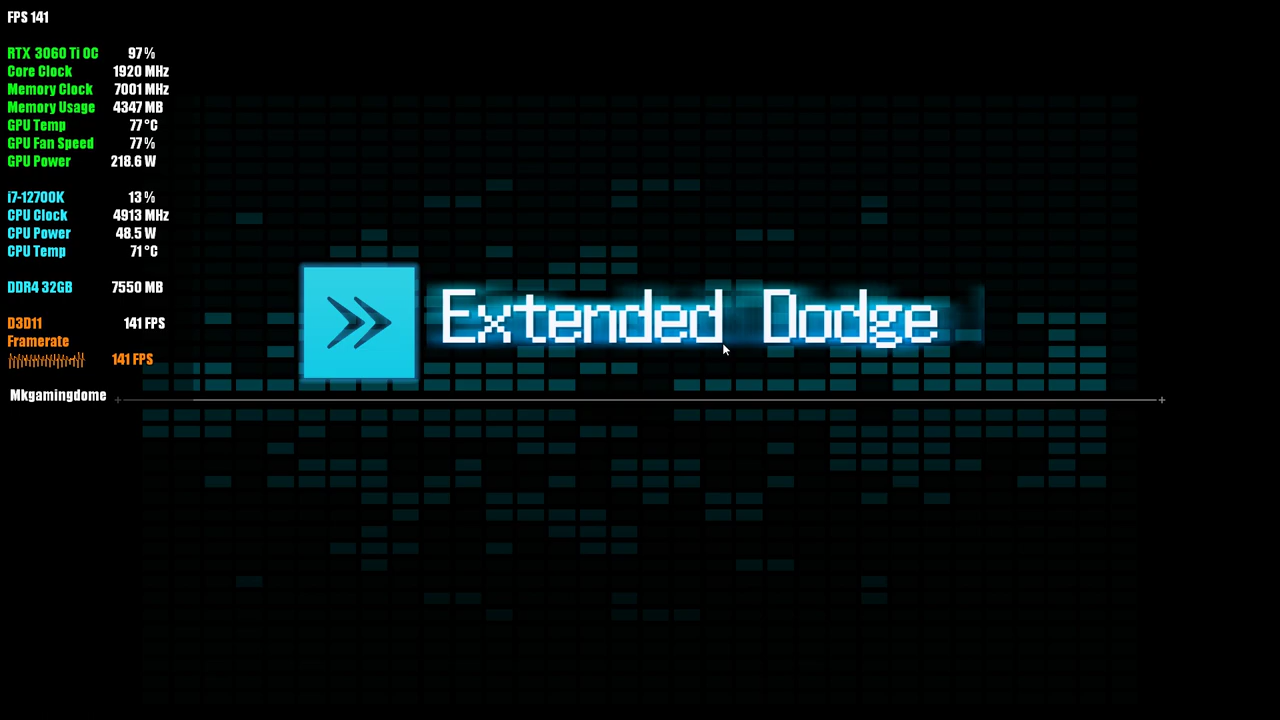 FPS 141
RTX 3060 Ti OC 97 %
Core Clock 1920 MHz
Memory Clock 7001 MHz
Memory Usage 4347 MB
GPU Temp 77 °C
GPU Fan Speed 77 %
GPU Power 218.6 W
i7-12700K 13 %
CPU Clock 4913 MHz
CPU Power 48.5 W
CPU Temp 71 °C
DDR4 32GB 7550 MB
D3D11 141 FPS
Framerate
141 FPS
Mkgamingdome
Extended Dodge